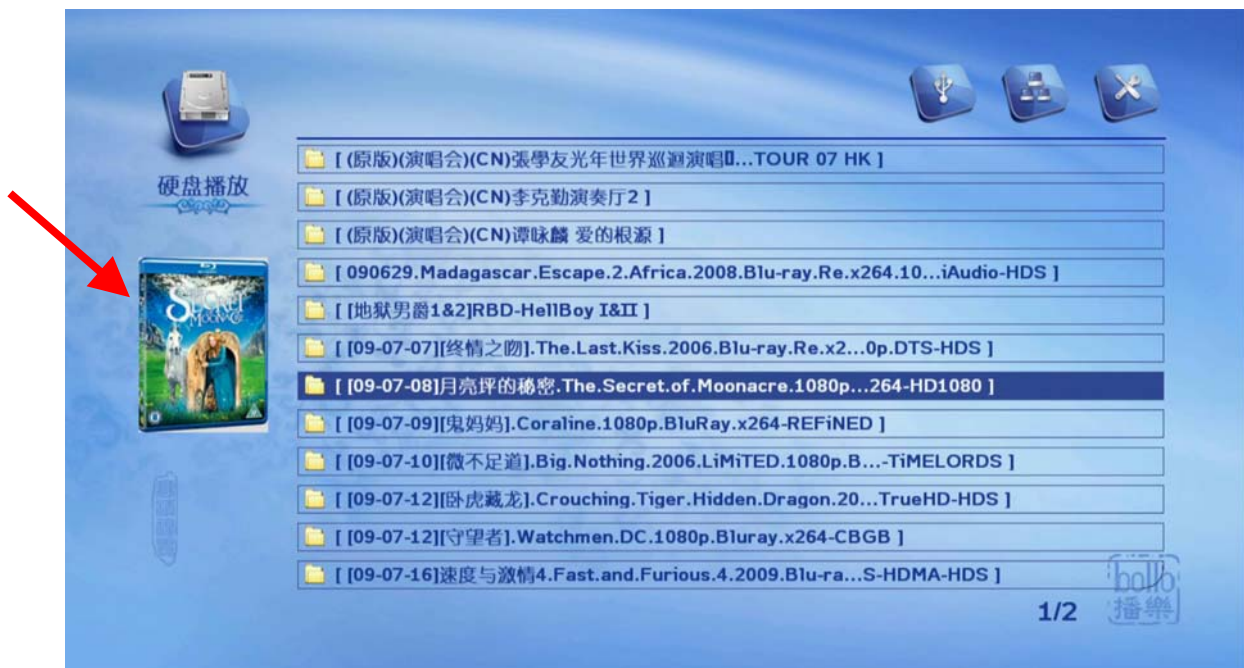 硬盘播放
[ (原版)(演唱会)(CN)張學友光年世界巡迴演唱...TOUR 07 HK ]
[ (原版)(演唱会)(CN)李克勤演奏厅2 ]
[ (原版)(演唱会)(CN)谭咏麟 爱的根源 ]
[ 090629.Madagascar.Escape.2.Africa.2008.Blu-ray.Re.x264.10...iAudio-HDS ]
[ [地狱男爵1&2]RBD-HellBoy I&II ]
[ [09-07-07][终情之吻].The.Last.Kiss.2006.Blu-ray.Re.x2...0p.DTS-HDS ]
[ [09-07-08]月亮坪的秘密.The.Secret.of.Moonacre.1080p...264-HD1080 ]
[ [09-07-09][鬼妈妈].Coraline.1080p.BluRay.x264-REFiNED ]
[ [09-07-10][微不足道].Big.Nothing.2006.LiMiTED.1080p.B...-TiMELORDS ]
[ [09-07-12][卧虎藏龙].Crouching.Tiger.Hidden.Dragon.20...TrueHD-HDS ]
[ [09-07-12][守望者].Watchmen.DC.1080p.Bluray.x264-CBGB ]
[ [09-07-16]速度与激情4.Fast.and.Furious.4.2009.Blu-ra...S-HDMA-HDS ]
SECRET
MOONACRE
1/2
bollo
播樂